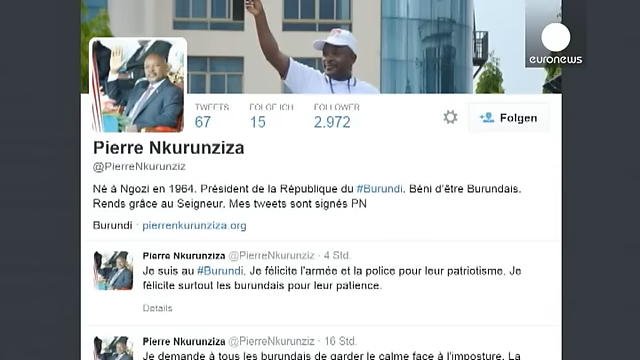 euronews
TWEETS FOLGE ICH FOLLOWER
67 15 2.972
Folgen
Pierre Nkurunziza
@PierreNkurunziz
Né à Ngozi en 1964. Président de la République du #Burundi. Béni d'être Burundais.
Rends grâce au Seigneur. Mes tweets sont signés PN
Burundi · pierrenkurunziza.org
Pierre Nkurunziza @PierreNkurunziz · 4 Std.
Je suis au #Burundi. Je félicite l'armée et la police pour leur patriotisme. Je
félicite surtout les burundais pour leur patience.
Details
Pierre Nkurunziza @PierreNkurunziz · 16 Std.
Je demande à tous les burundais de garder le calme face à l'imposture. La